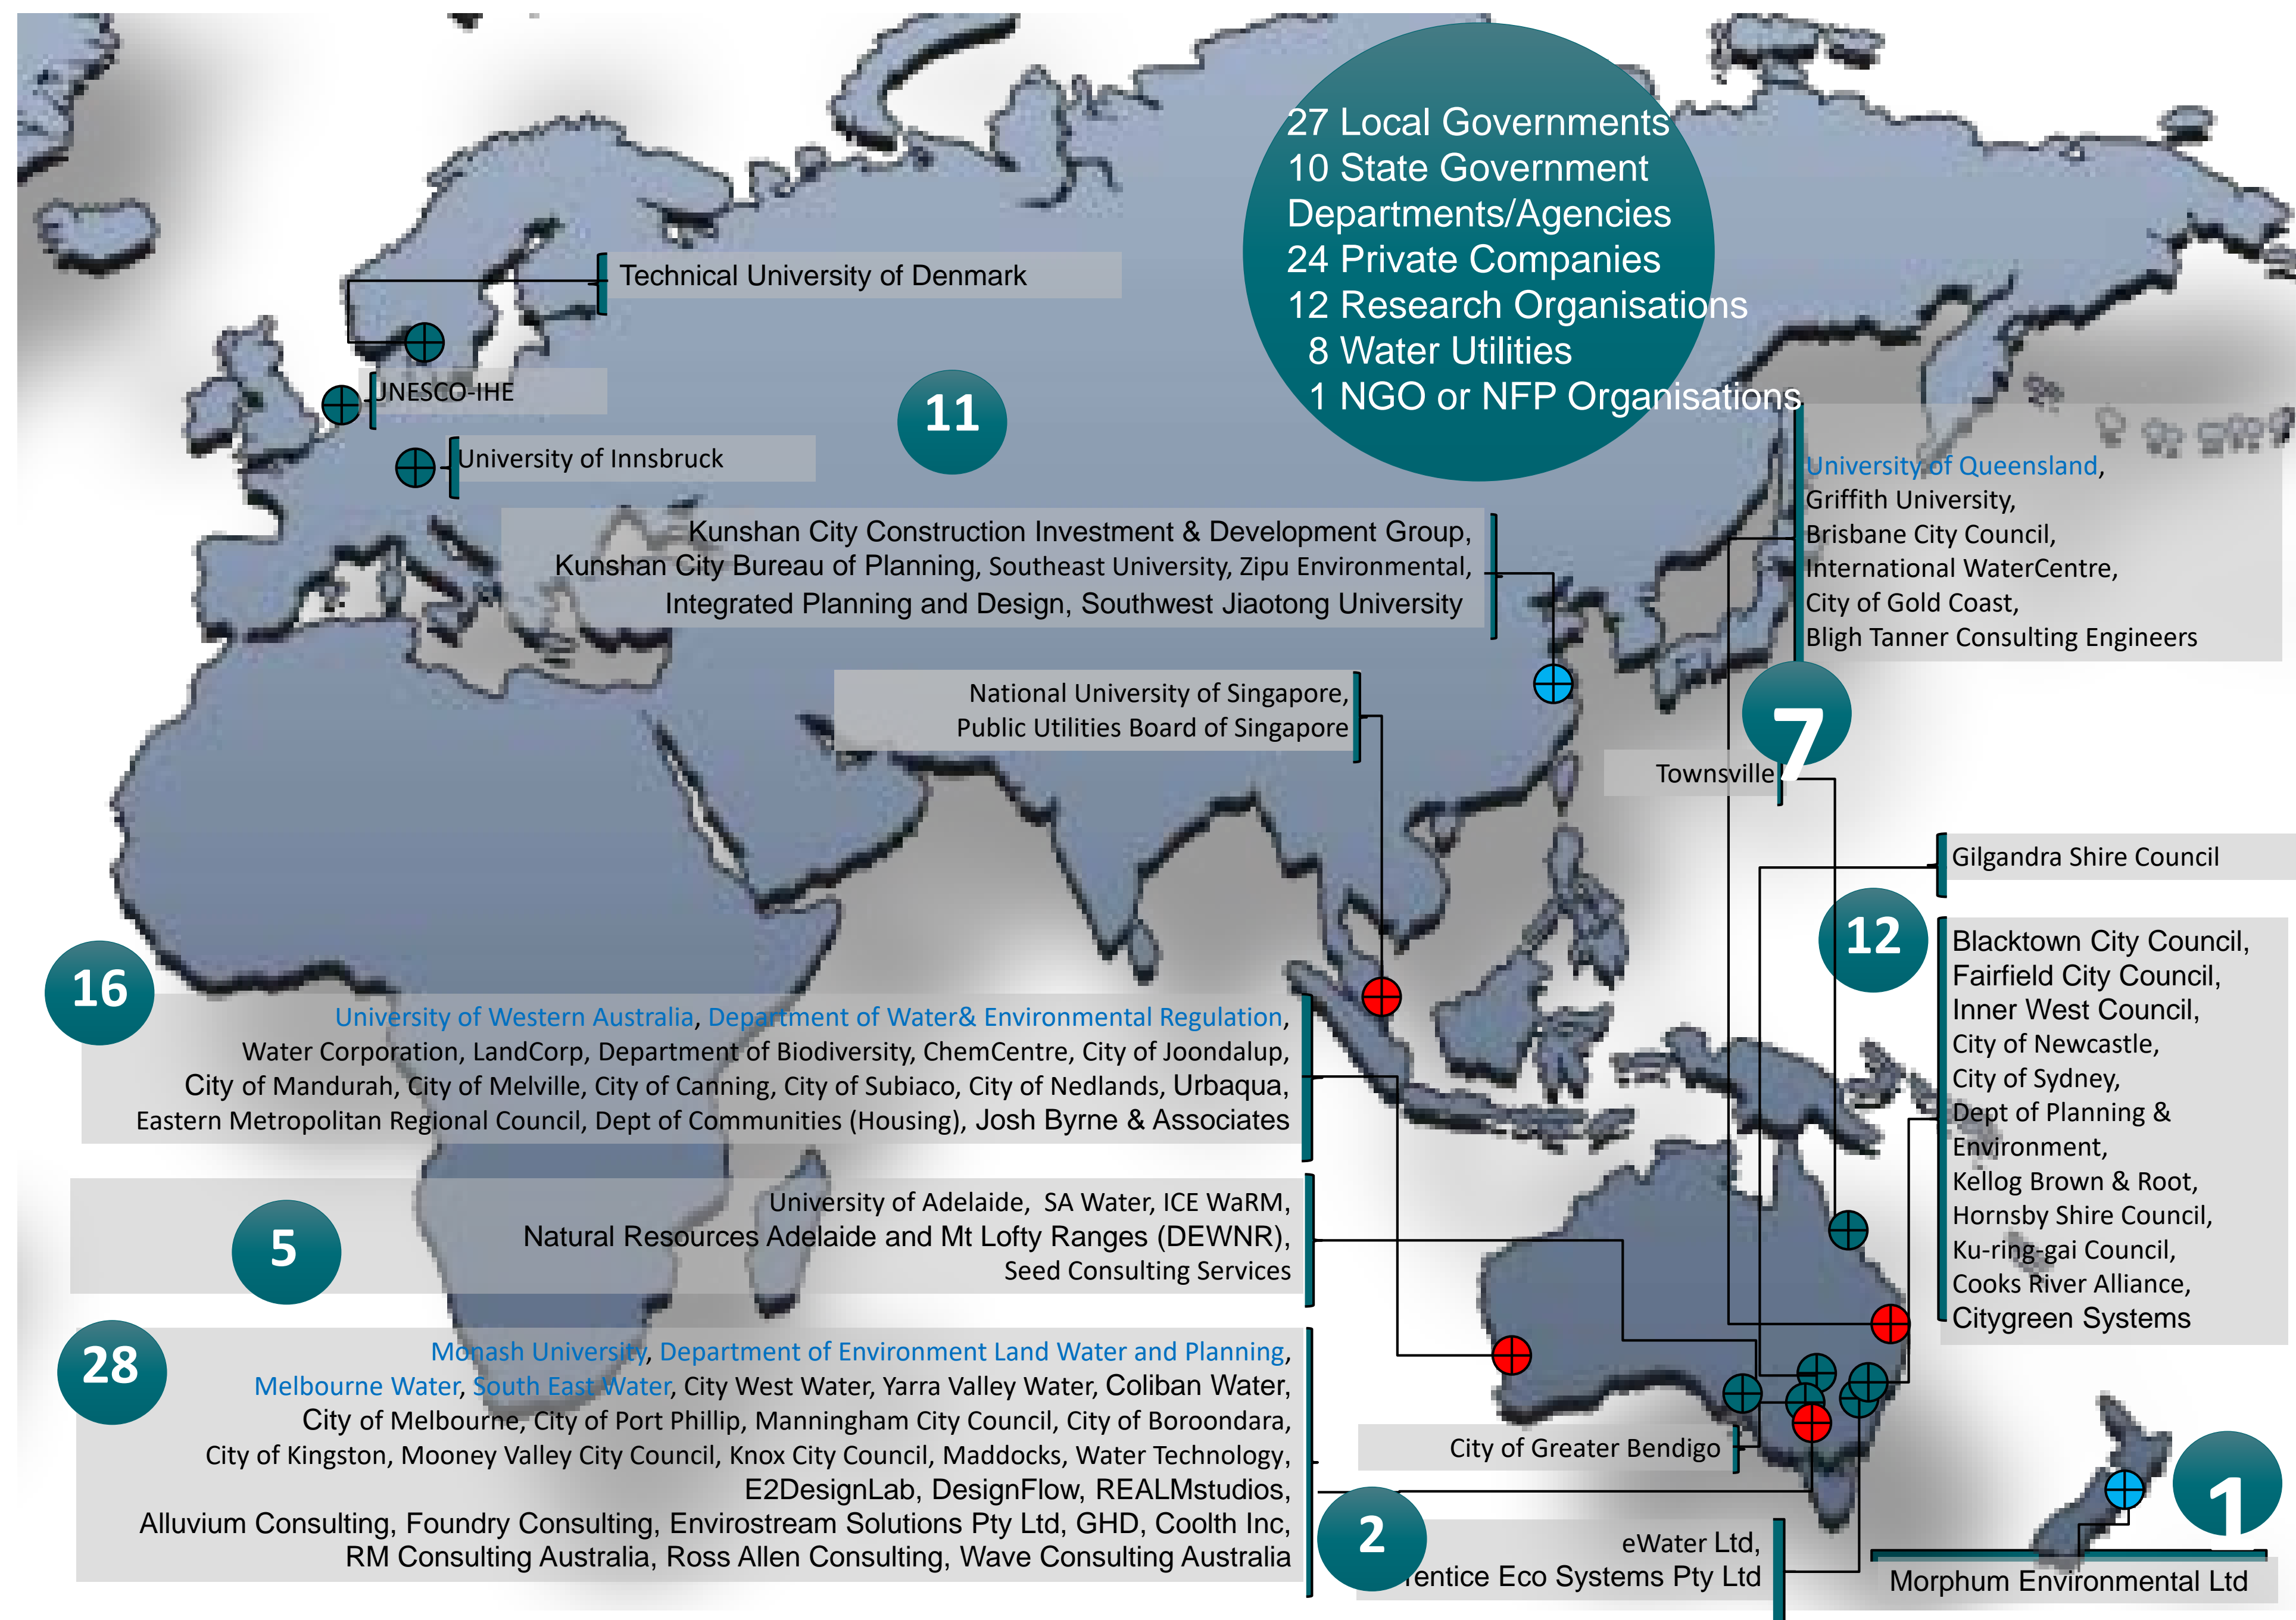 27 Local Governments
10 State Government
Departments/Agencies
24 Private Companies
12 Research Organisations
8 Water Utilities
1 NGO or NFP Organisations
Technical University of Denmark
UNESCO-IHE
University of Innsbruck
11
Kunshan City Construction Investment & Development Group,
Kunshan City Bureau of Planning, Southeast University, Zipu Environmental,
Integrated Planning and Design, Southwest Jiaotong University
National University of Singapore,
Public Utilities Board of Singapore
University of Queensland,
Griffith University,
Brisbane City Council,
International WaterCentre,
City of Gold Coast,
Bligh Tanner Consulting Engineers
7
Townsville
Gilgandra Shire Council
12
Blacktown City Council,
Fairfield City Council,
Inner West Council,
City of Newcastle,
City of Sydney,
Dept of Planning &
Environment,
Kellog Brown & Root,
Hornsby Shire Council,
Ku-ring-gai Council,
Cooks River Alliance,
Citygreen Systems
16
University of Western Australia, Department of Water& Environmental Regulation,
Water Corporation, LandCorp, Department of Biodiversity, ChemCentre, City of Joondalup,
City of Mandurah, City of Melville, City of Canning, City of Subiaco, City of Nedlands, Urbaqua,
Eastern Metropolitan Regional Council, Dept of Communities (Housing), Josh Byrne & Associates
5
University of Adelaide, SA Water, ICE WaRM,
Natural Resources Adelaide and Mt Lofty Ranges (DEWNR),
Seed Consulting Services
28
Monash University, Department of Environment Land Water and Planning,
Melbourne Water, South East Water, City West Water, Yarra Valley Water, Coliban Water,
City of Melbourne, City of Port Phillip, Manningham City Council, City of Boroondara,
City of Kingston, Mooney Valley City Council, Knox City Council, Maddocks, Water Technology,
E2DesignLab, DesignFlow, REALMstudios,
Alluvium Consulting, Foundry Consulting, Envirostream Solutions Pty Ltd, GHD, Coolth Inc,
RM Consulting Australia, Ross Allen Consulting, Wave Consulting Australia
City of Greater Bendigo
2
eWater Ltd,
Eco Systems Pty Ltd
1
Morphum Environmental Ltd